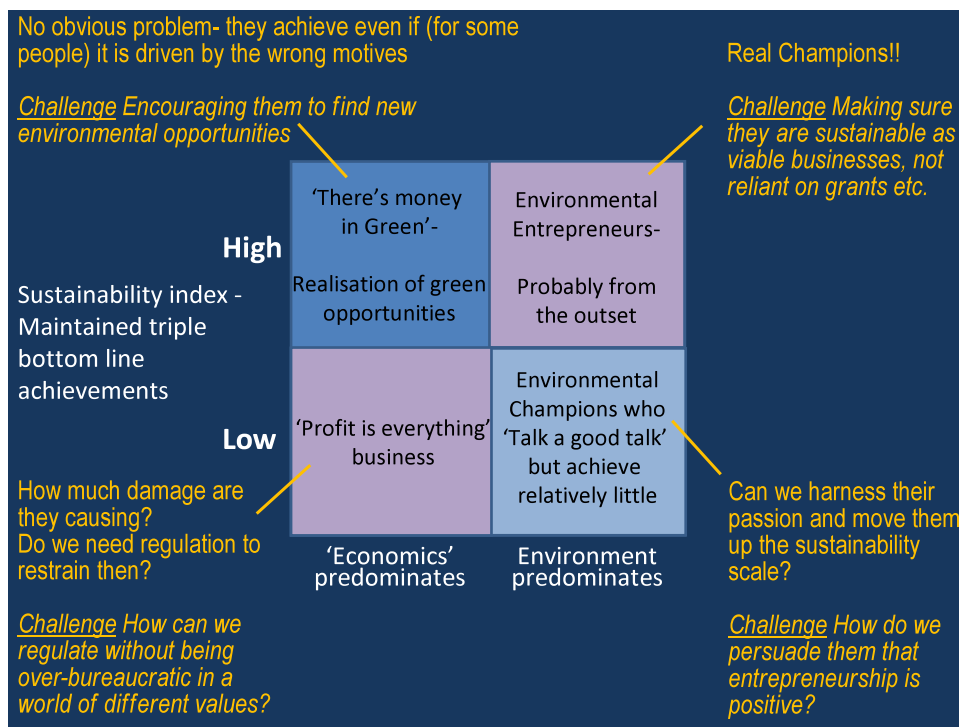 No obvious problem- they achieve even if (for some
people) it is driven by the wrong motives
Challenge Encouraging them to find new
environmental opportunities
Real Champions!!
Challenge Making sure
they are sustainable as
viable businesses, not
reliant on grants etc.
‘There’s money
in Green’-
Realisation of green
opportunities
Environmental
Entrepreneurs-
Probably from
the outset
High
Sustainability index -
Maintained triple
bottom line
achievements
Low
‘Profit is everything’
business
Environmental
Champions who
‘Talk a good talk’
but achieve
relatively little
‘Economics’
predominates
Environment
predominates
How much damage are
they causing?
Do we need regulation to
restrain then?
Challenge How can we
regulate without being
over-bureaucratic in a
world of different values?
Can we harness their
passion and move them
up the sustainability
scale?
Challenge How do we
persuade them that
entrepreneurship is
positive?